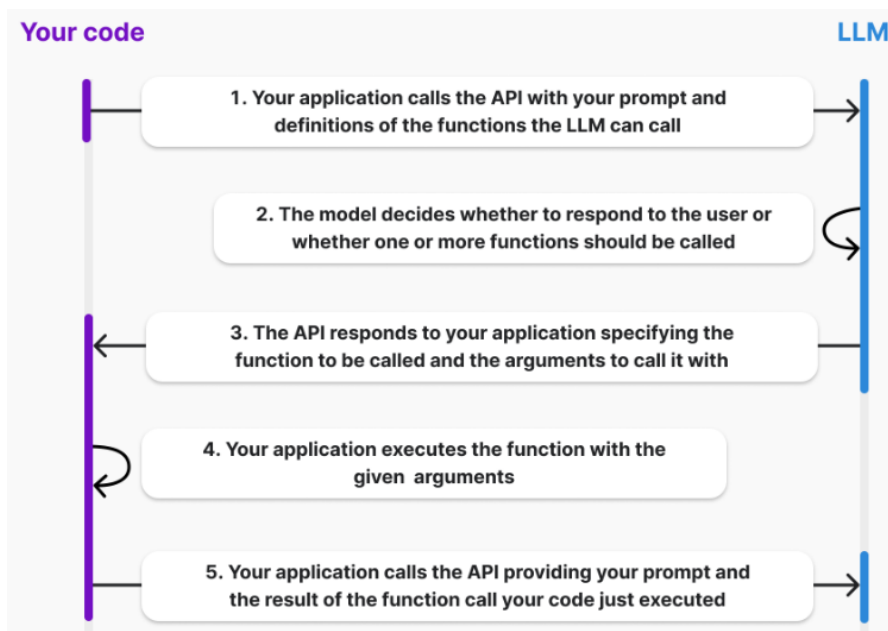 Your code
LLM
1. Your application calls the API with your prompt and
definitions of the functions the LLM can call
2. The model decides whether to respond to the user or
whether one or more functions should be called
3. The API responds to your application specifying the
function to be called and the arguments to call it with
4. Your application executes the function with the
given arguments
5. Your application calls the API providing your prompt and
the result of the function call your code just executed